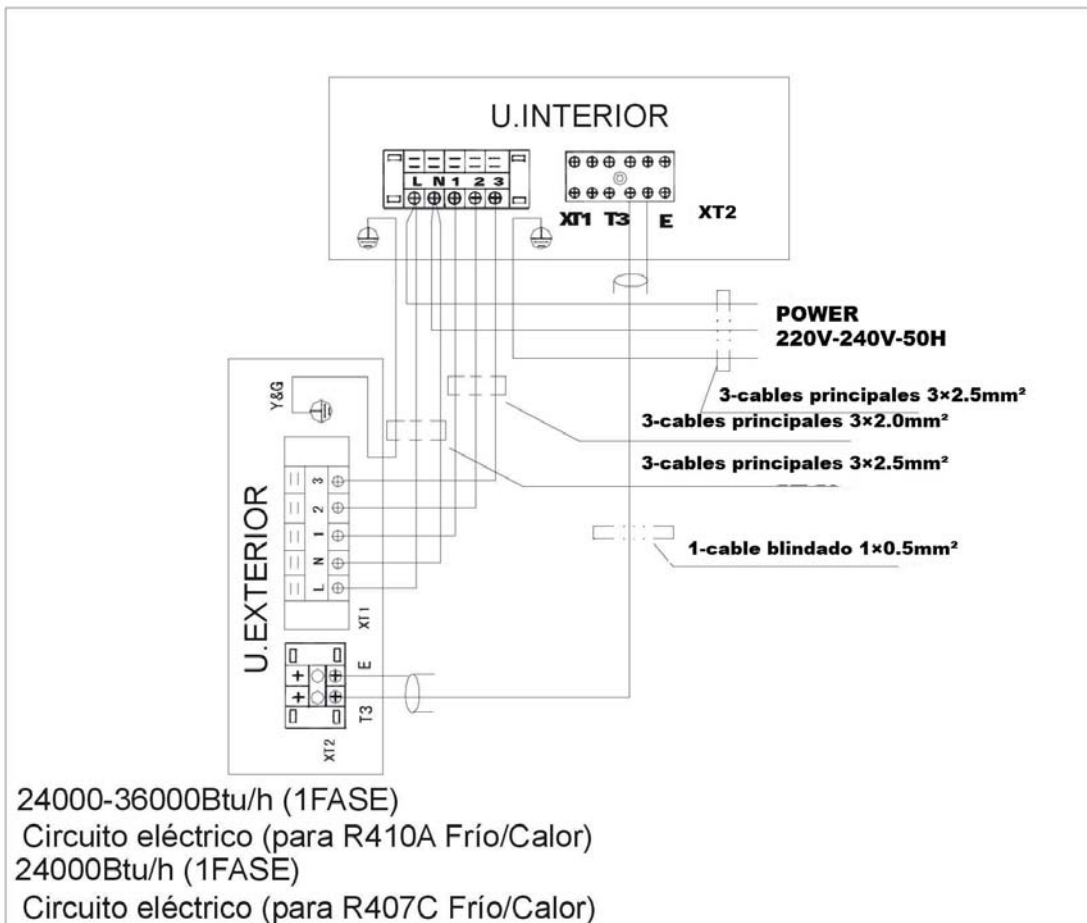 U.INTERIOR
L N 1 2 3
XT1 T3 E XT2
POWER
220V-240V-50H
3-cables principales 3×2.5mm²
3-cables principales 3×2.0mm²
3-cables principales 3×2.5mm²
1-cable blindado 1×0.5mm²
U.EXTERIOR
Y&G
3
2
1
N
L
XT1
E
T3
XT2
24000-36000Btu/h (1FASE)
Circuito eléctrico (para R410A Frío/Calor)
24000Btu/h (1FASE)
Circuito eléctrico (para R407C Frío/Calor)